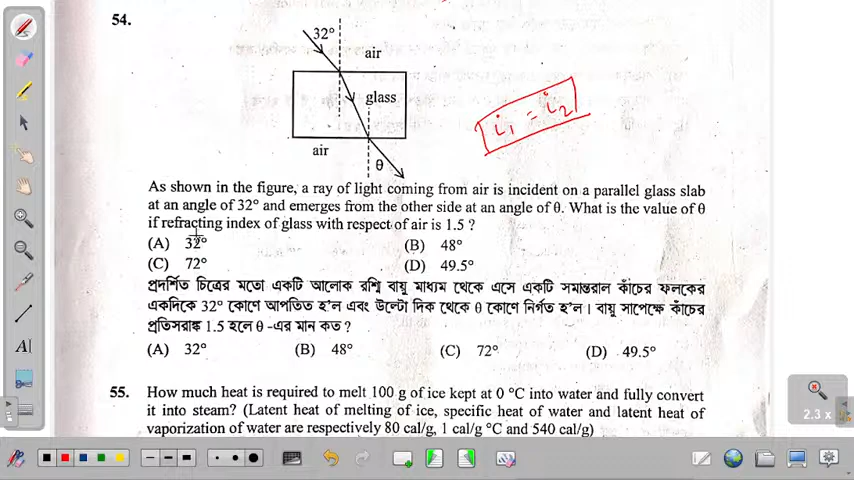 54.
32°
air
glass
i₁ = i₂
air
θ
As shown in the figure, a ray of light coming from air is incident on a parallel glass slab
at an angle of 32° and emerges from the other side at an angle of θ. What is the value of θ
if refracting index of glass with respect of air is 1.5 ?
(A) 32° (B) 48°
(C) 72° (D) 49.5°
প্রদর্শিত চিত্রের মতো একটি আলোক রশ্মি বায়ু মাধ্যম থেকে এসে একটি সমান্তরাল কাঁচের ফলকের
একদিকে 32° কোণে আপতিত হ'ল এবং উল্টো দিক থেকে θ কোণে নির্গত হ'ল। বায়ু সাপেক্ষে কাঁচের
প্রতিসরাঙ্ক 1.5 হলে θ -এর মান কত ?
(A) 32° (B) 48° (C) 72° (D) 49.5°
55. How much heat is required to melt 100 g of ice kept at 0 °C into water and fully convert
it into steam? (Latent heat of melting of ice, specific heat of water and latent heat of
vaporization of water are respectively 80 cal/g, 1 cal/g °C and 540 cal/g)
A
2.3 x